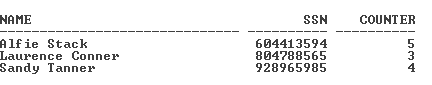 NAME SSN COUNTER
------------------------------ --------- ----------
Alfie Stack 604413594 5
Laurence Conner 804788565 3
Sandy Tanner 928965985 4